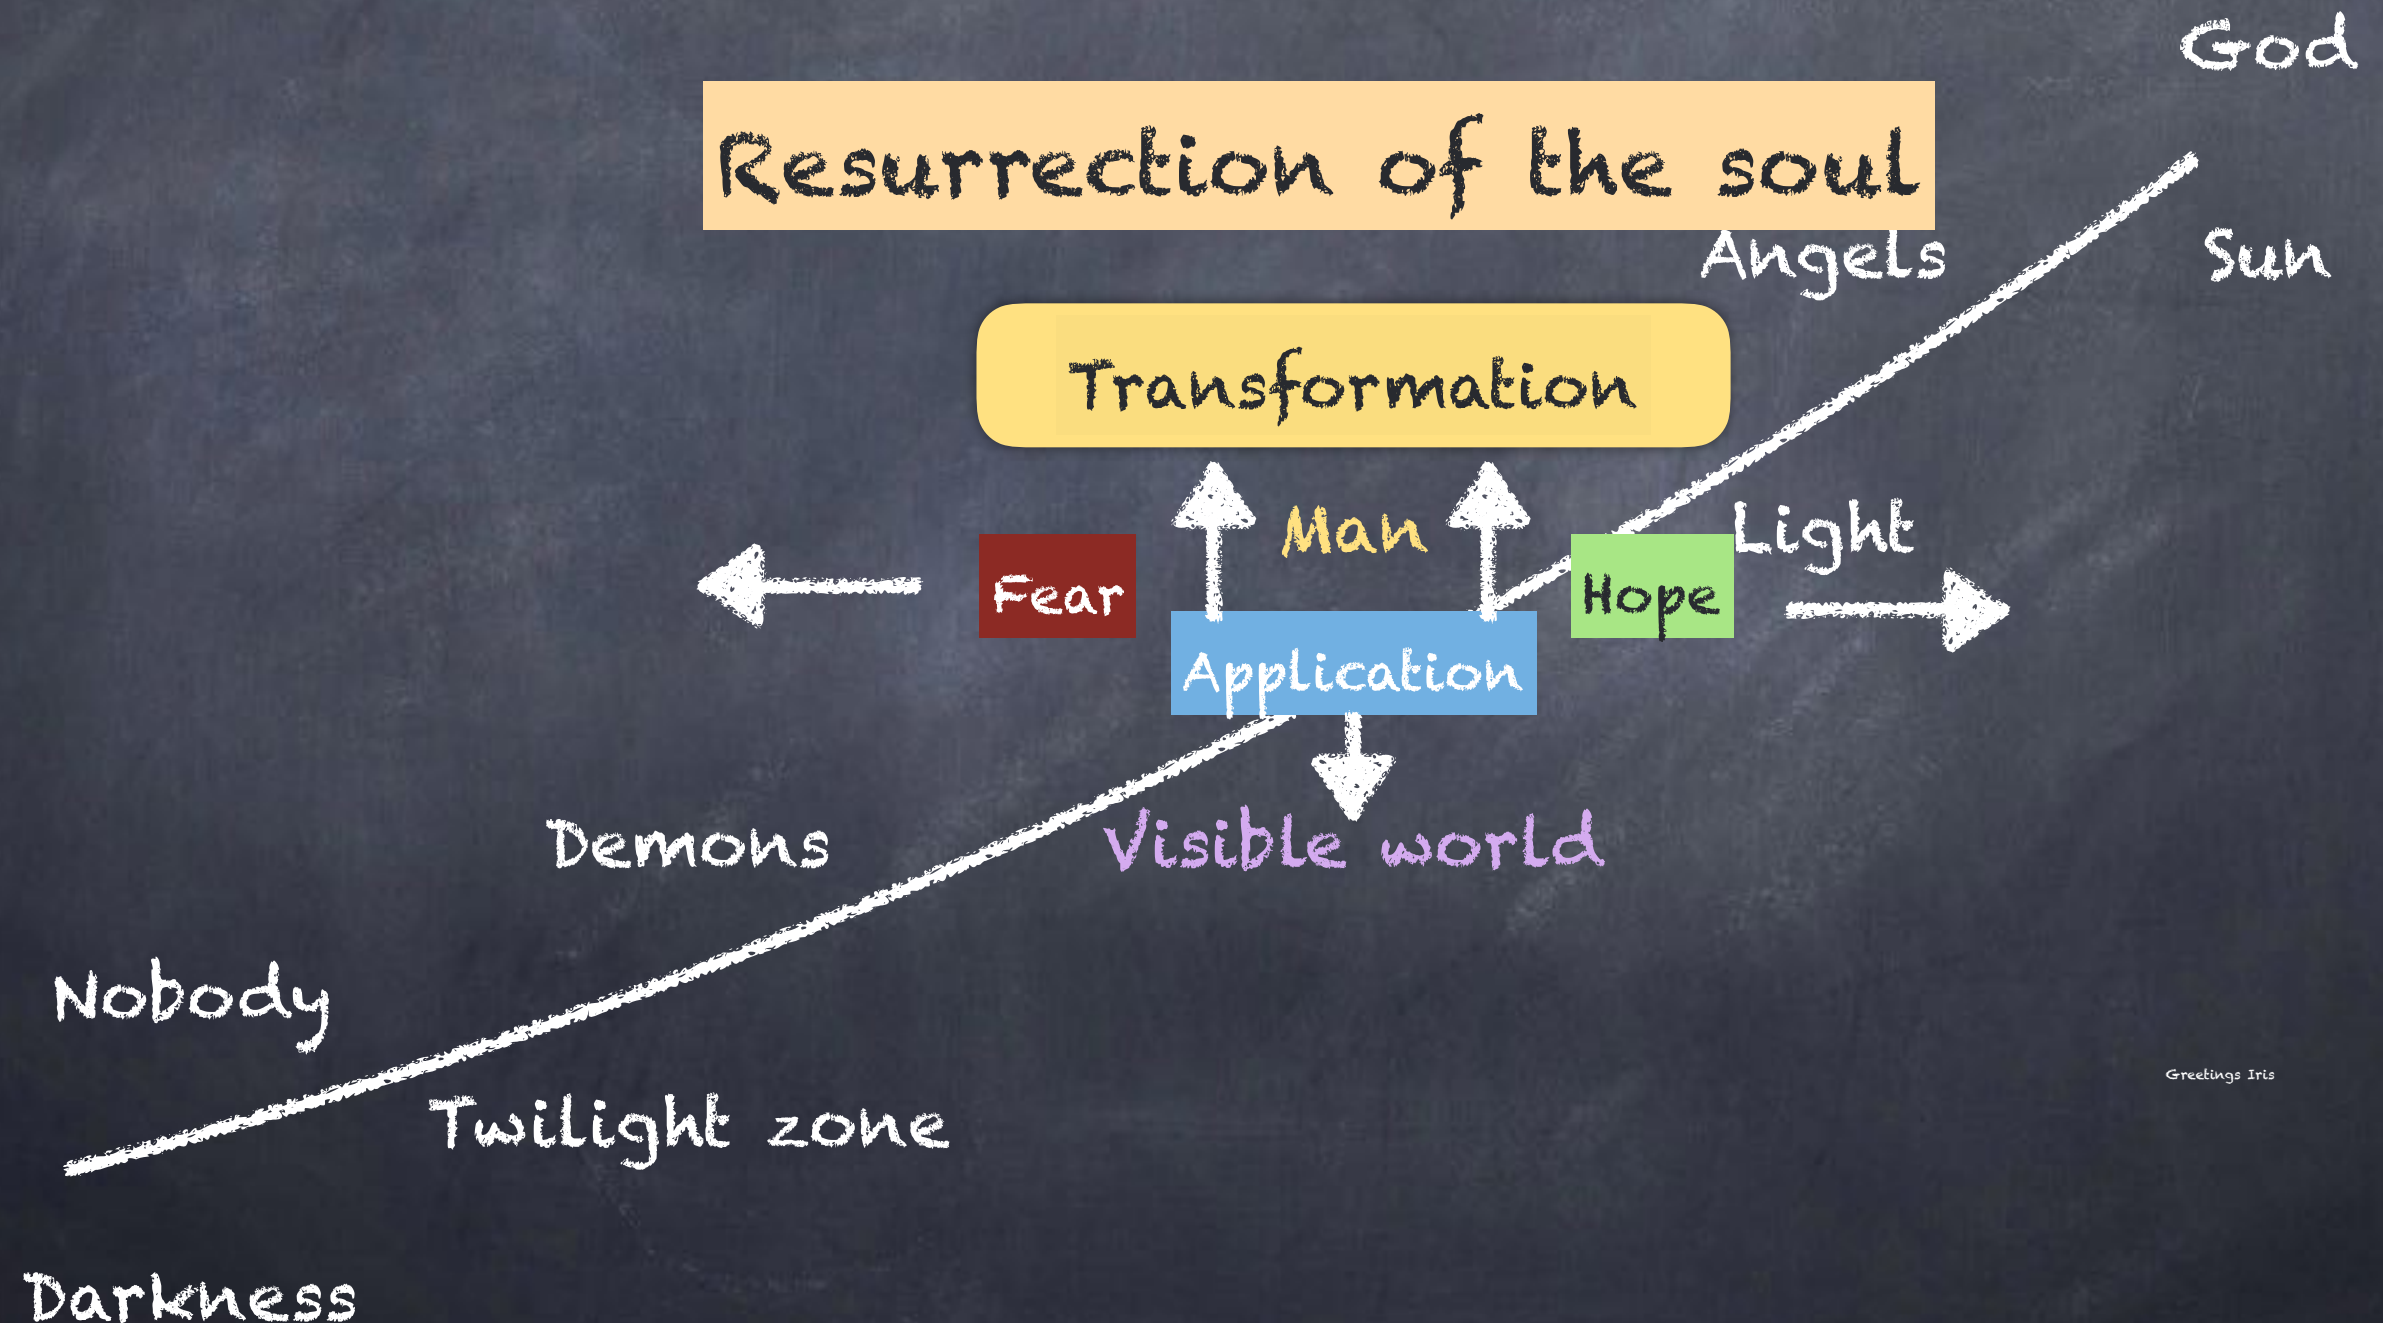 God
Resurrection of the soul
Angels
Sun
Transformation
Man
Light
Fear
Hope
Application
Demons
Visible world
Nobody
Greetings Iris
Twilight zone
Darkness